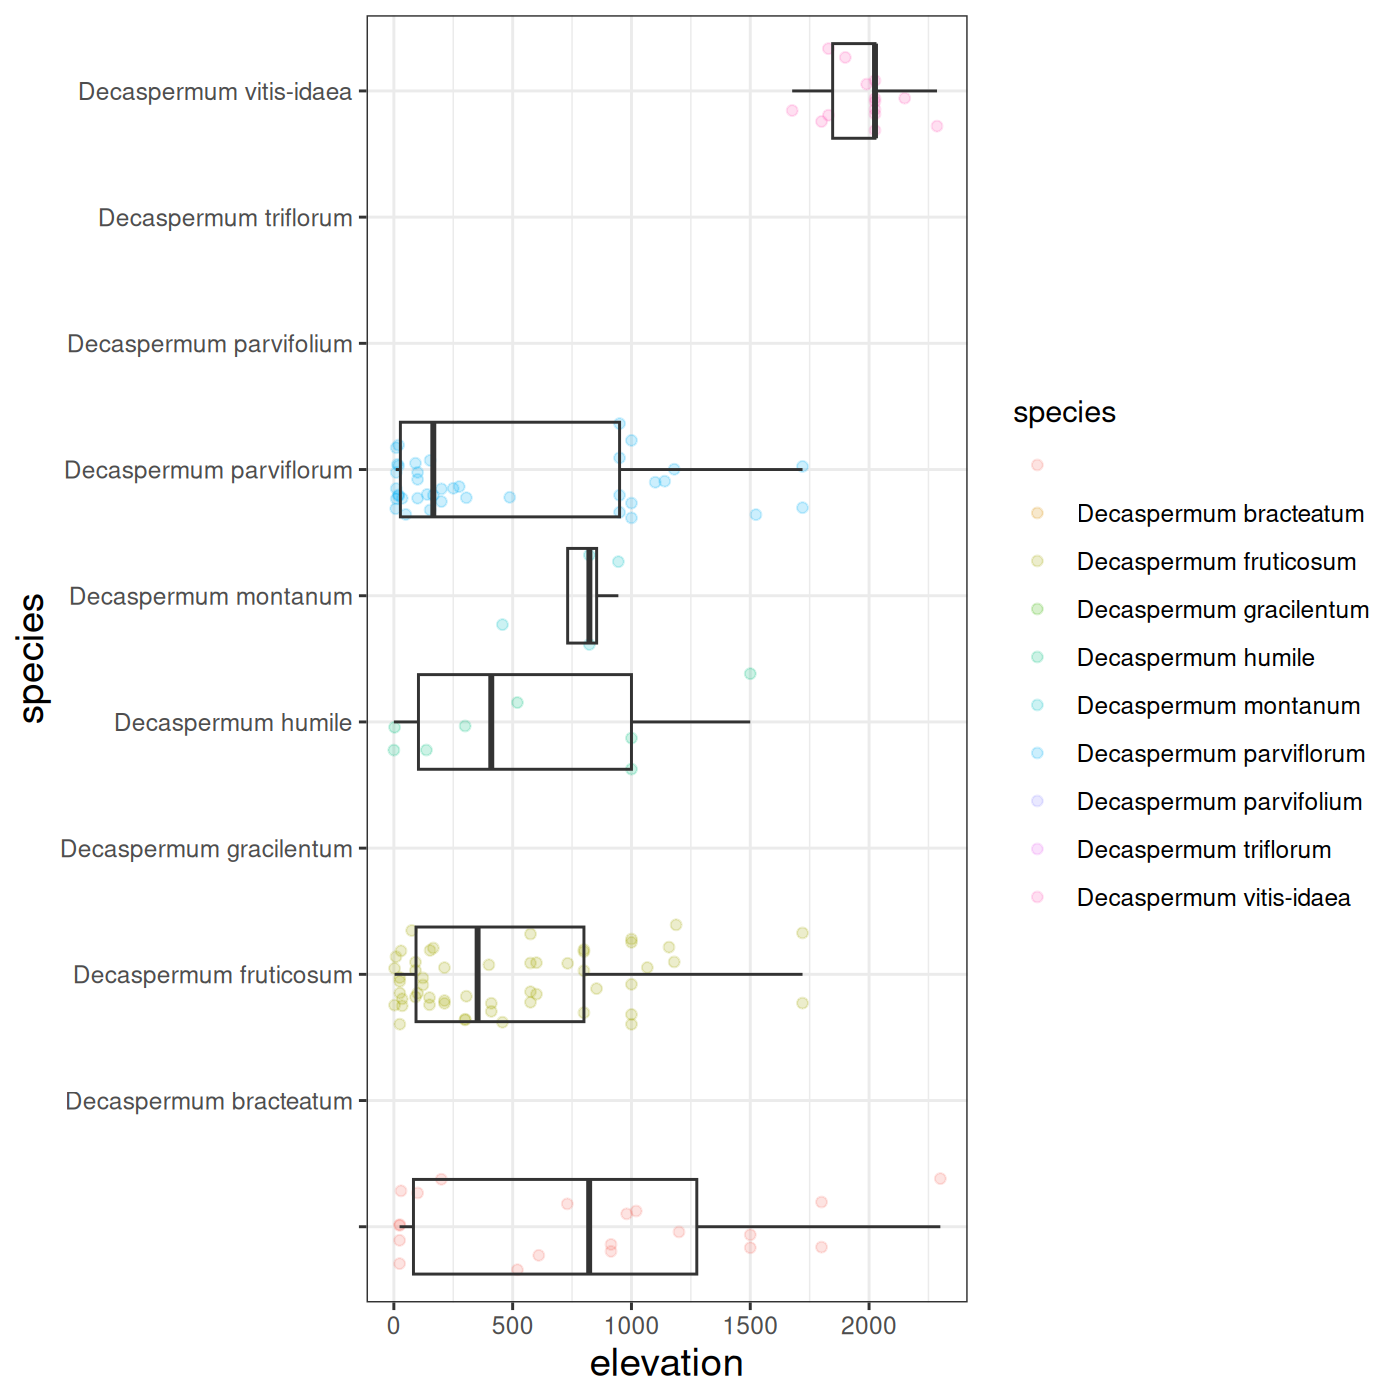 Decaspermum vitis-idaea
Decaspermum triflorum
Decaspermum parvifolium
Decaspermum parviflorum
Decaspermum montanum
Decaspermum humile
Decaspermum gracilentum
Decaspermum fruticosum
Decaspermum bracteatum
species
0 500 1000 1500 2000
elevation
species
Decaspermum bracteatum
Decaspermum fruticosum
Decaspermum gracilentum
Decaspermum humile
Decaspermum montanum
Decaspermum parviflorum
Decaspermum parvifolium
Decaspermum triflorum
Decaspermum vitis-idaea